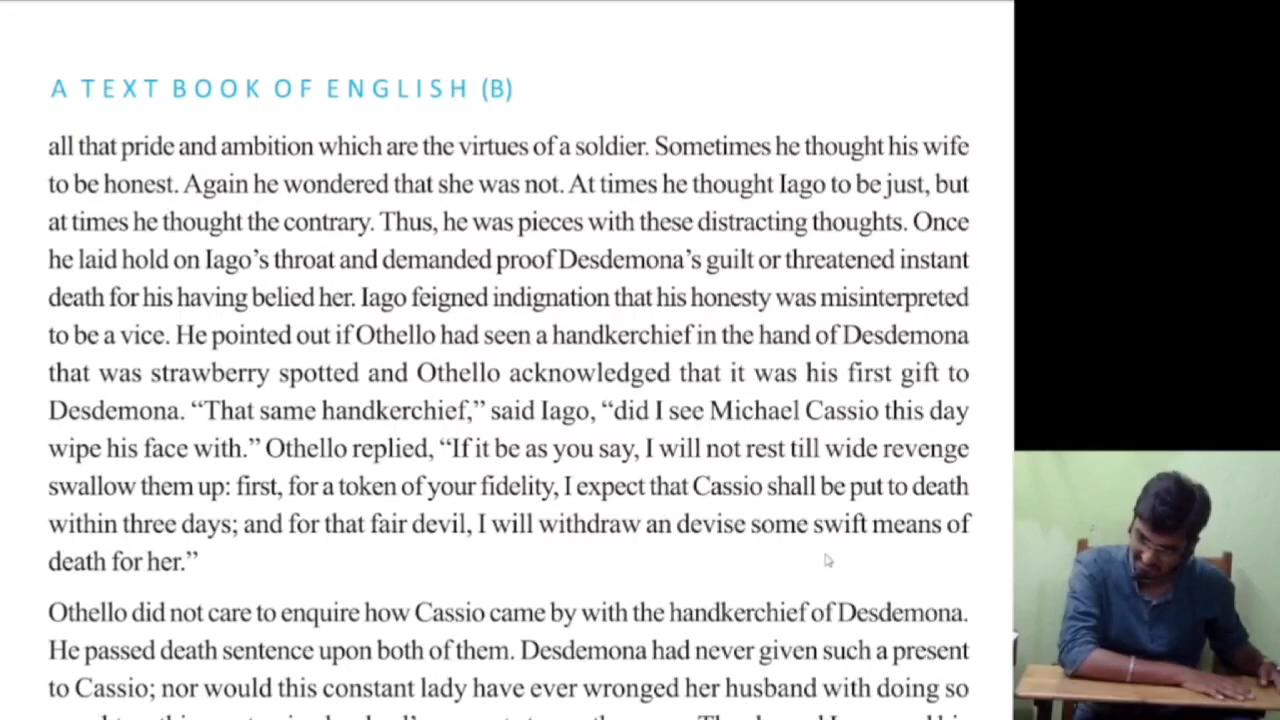 A TEXT BOOK OF ENGLISH (B)
all that pride and ambition which are the virtues of a soldier. Sometimes he thought his wife
to be honest. Again he wondered that she was not. At times he thought Iago to be just, but
at times he thought the contrary. Thus, he was pieces with these distracting thoughts. Once
he laid hold on Iago's throat and demanded proof Desdemona's guilt or threatened instant
death for his having belied her. Iago feigned indignation that his honesty was misinterpreted
to be a vice. He pointed out if Othello had seen a handkerchief in the hand of Desdemona
that was strawberry spotted and Othello acknowledged that it was his first gift to
Desdemona. “That same handkerchief,” said Iago, “did I see Michael Cassio this day
wipe his face with.” Othello replied, “If it be as you say, I will not rest till wide revenge
swallow them up: first, for a token of your fidelity, I expect that Cassio shall be put to death
within three days; and for that fair devil, I will withdraw an devise some swift means of
death for her.”
Othello did not care to enquire how Cassio came by with the handkerchief of Desdemona.
He passed death sentence upon both of them. Desdemona had never given such a present
to Cassio; nor would this constant lady have ever wronged her husband with doing so